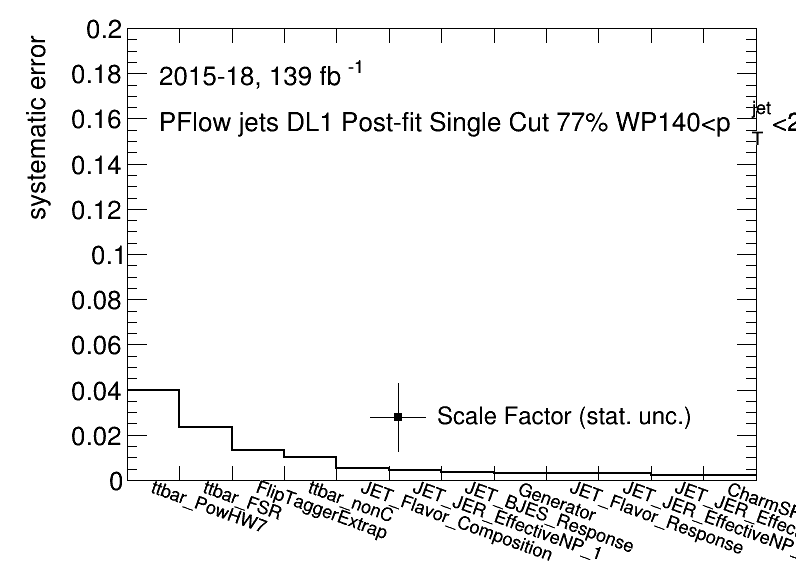 systematic error
0.2
0.18
0.16
0.14
0.12
0.1
0.08
0.06
0.04
0.02
0
2015-18, 139 fb -1
PFlow jets DL1 Post-fit Single Cut 77% WP140<p jet T <2
Scale Factor (stat. unc.)
ttbar_PowHW7
ttbar_FSR
FlipTaggerExtrap
ttbar_nonC
JET_Flavor_Composition
JET_JER_EffectiveNP_1
JET_BJES_Response
Generator
JET_Flavor_Response
JET_JER_EffectiveNP_
JET_JER_Effec